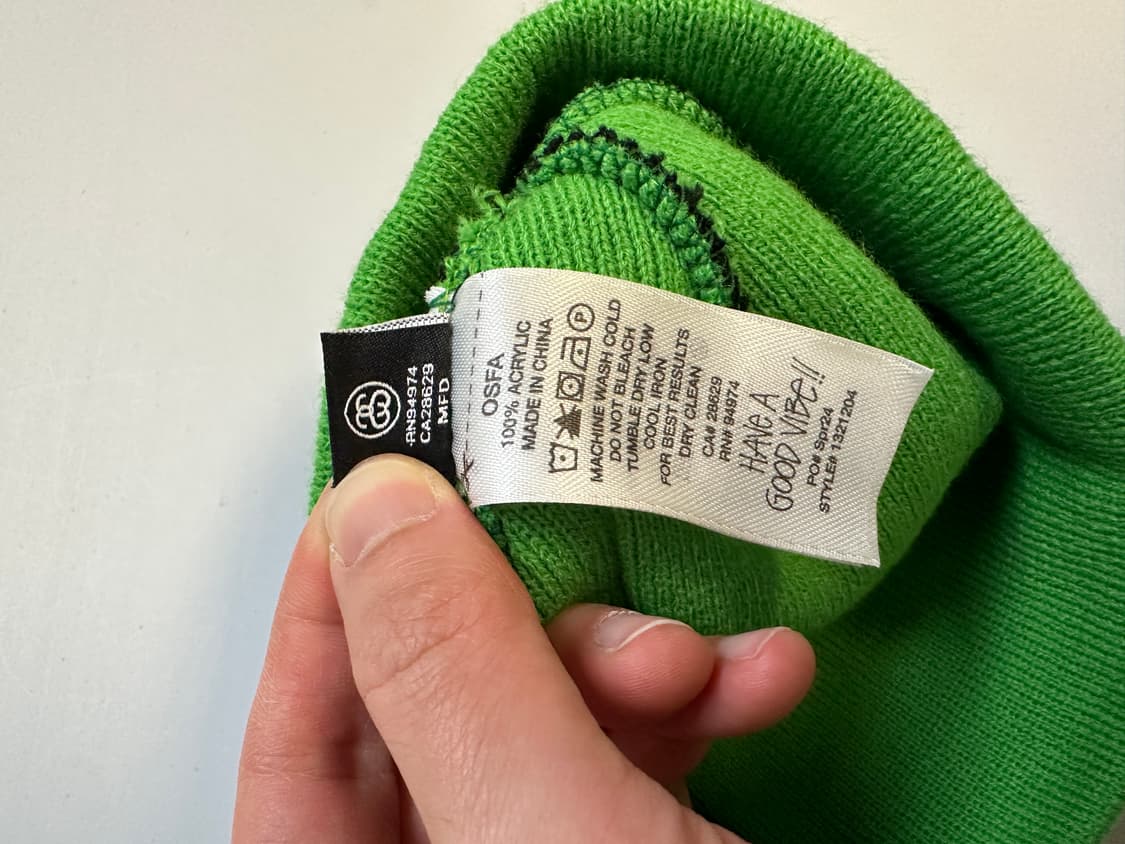 RN94974
CA28629
MFD
OSFA
100% ACRYLIC
MADE IN CHINA
P
MACHINE WASH COLD
DO NOT BLEACH
TUMBLE DRY LOW
COOL IRON
FOR BEST RESULTS
DRY CLEAN
CA# 28629
RN# 94974
HAVE A
GOOD VIBE!!
PO# Spr24
STYLE# 1321204